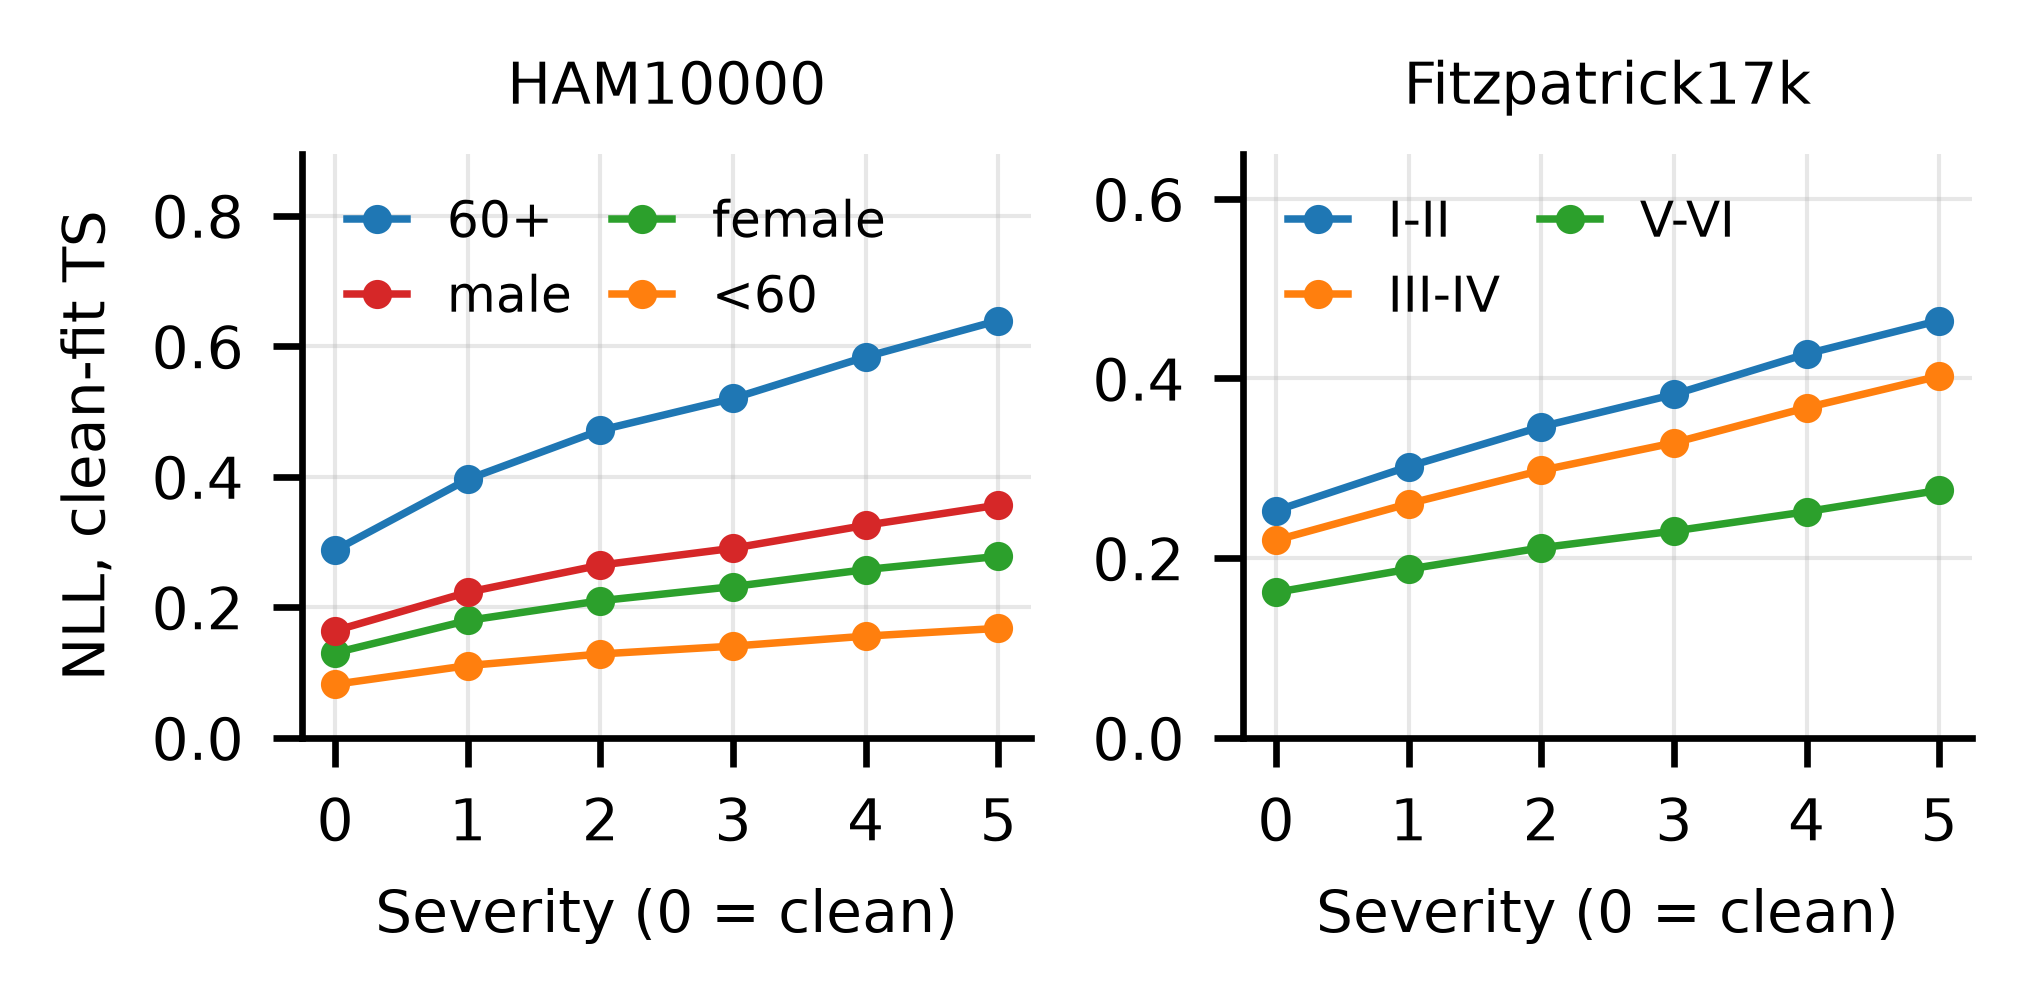 HAM10000
NLL, clean-fit TS
0.8
0.6
0.4
0.2
0.0
60+
female
male
<60
0 1 2 3 4 5
Severity (0 = clean)
Fitzpatrick17k
0.6
0.4
0.2
0.0
I-II
V-VI
III-IV
0 1 2 3 4 5
Severity (0 = clean)